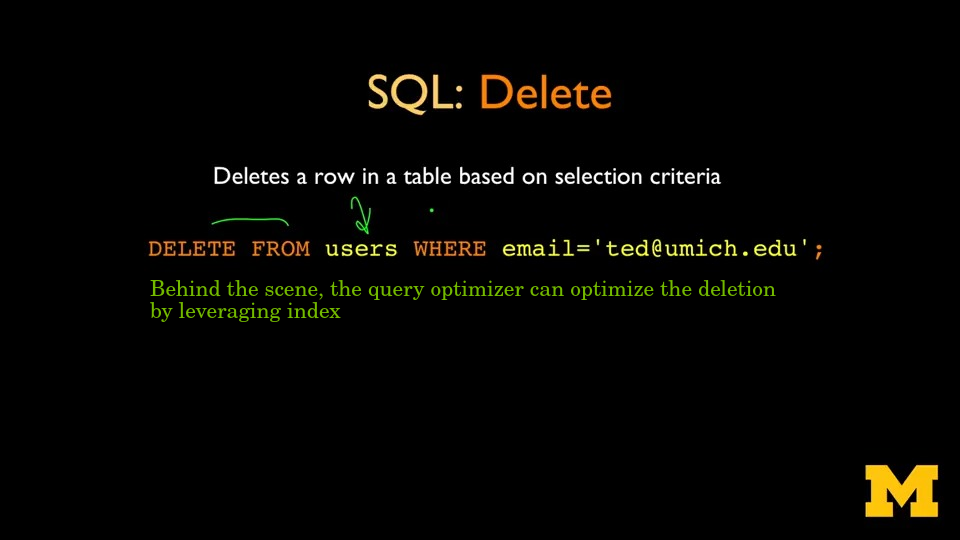 SQL: Delete
Deletes a row in a table based on selection criteria
DELETE FROM users WHERE email='ted@umich.edu';
Behind the scene, the query optimizer can optimize the deletion
by leveraging index
M